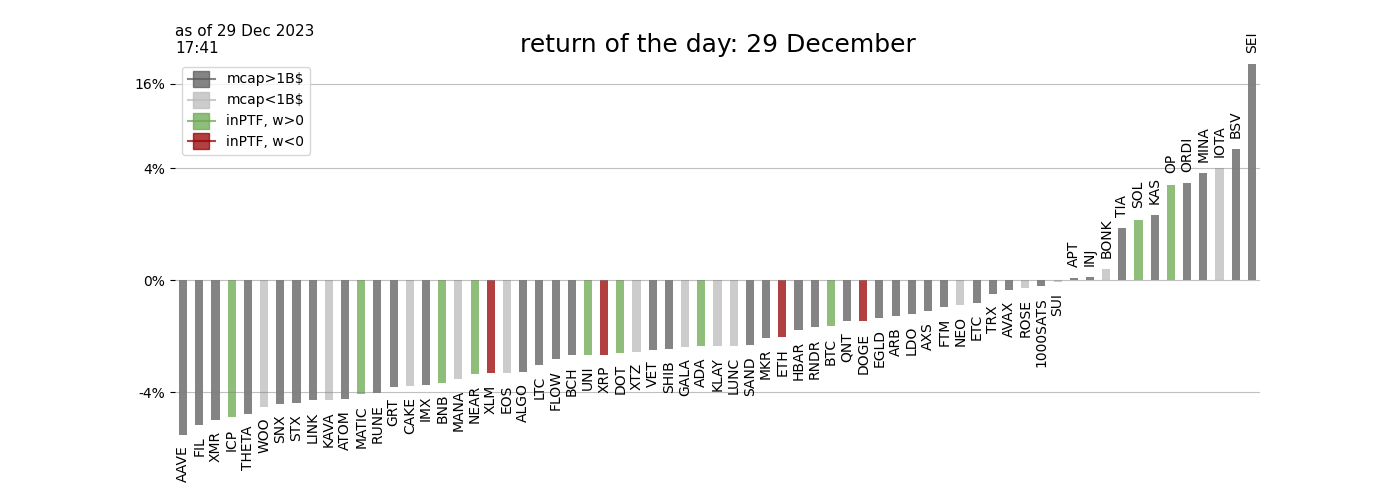 as of 29 Dec 2023
17:41
return of the day: 29 December
mcap>1B$
mcap<1B$
inPTF, w>0
inPTF, w<0
16%
4%
0%
-4%
AAVE
FIL
XMR
ICP
THETA
WOO
SNX
STX
LINK
KAVA
ATOM
MATIC
RUNE
GRT
CAKE
IMX
BNB
MANA
NEAR
XLM
EOS
ALGO
LTC
FLOW
BCH
UNI
XRP
DOT
XTZ
VET
SHIB
GALA
ADA
KLAY
LUNC
SAND
MKR
ETH
HBAR
RNDR
BTC
QNT
DOGE
EGLD
ARB
LDO
AXS
FTM
NEO
ETC
TRX
AVAX
ROSE
1000SATS
SUI
APT
INJ
BONK
TIA
SOL
KAS
OP
ORDI
MINA
IOTA
BSV
SEI